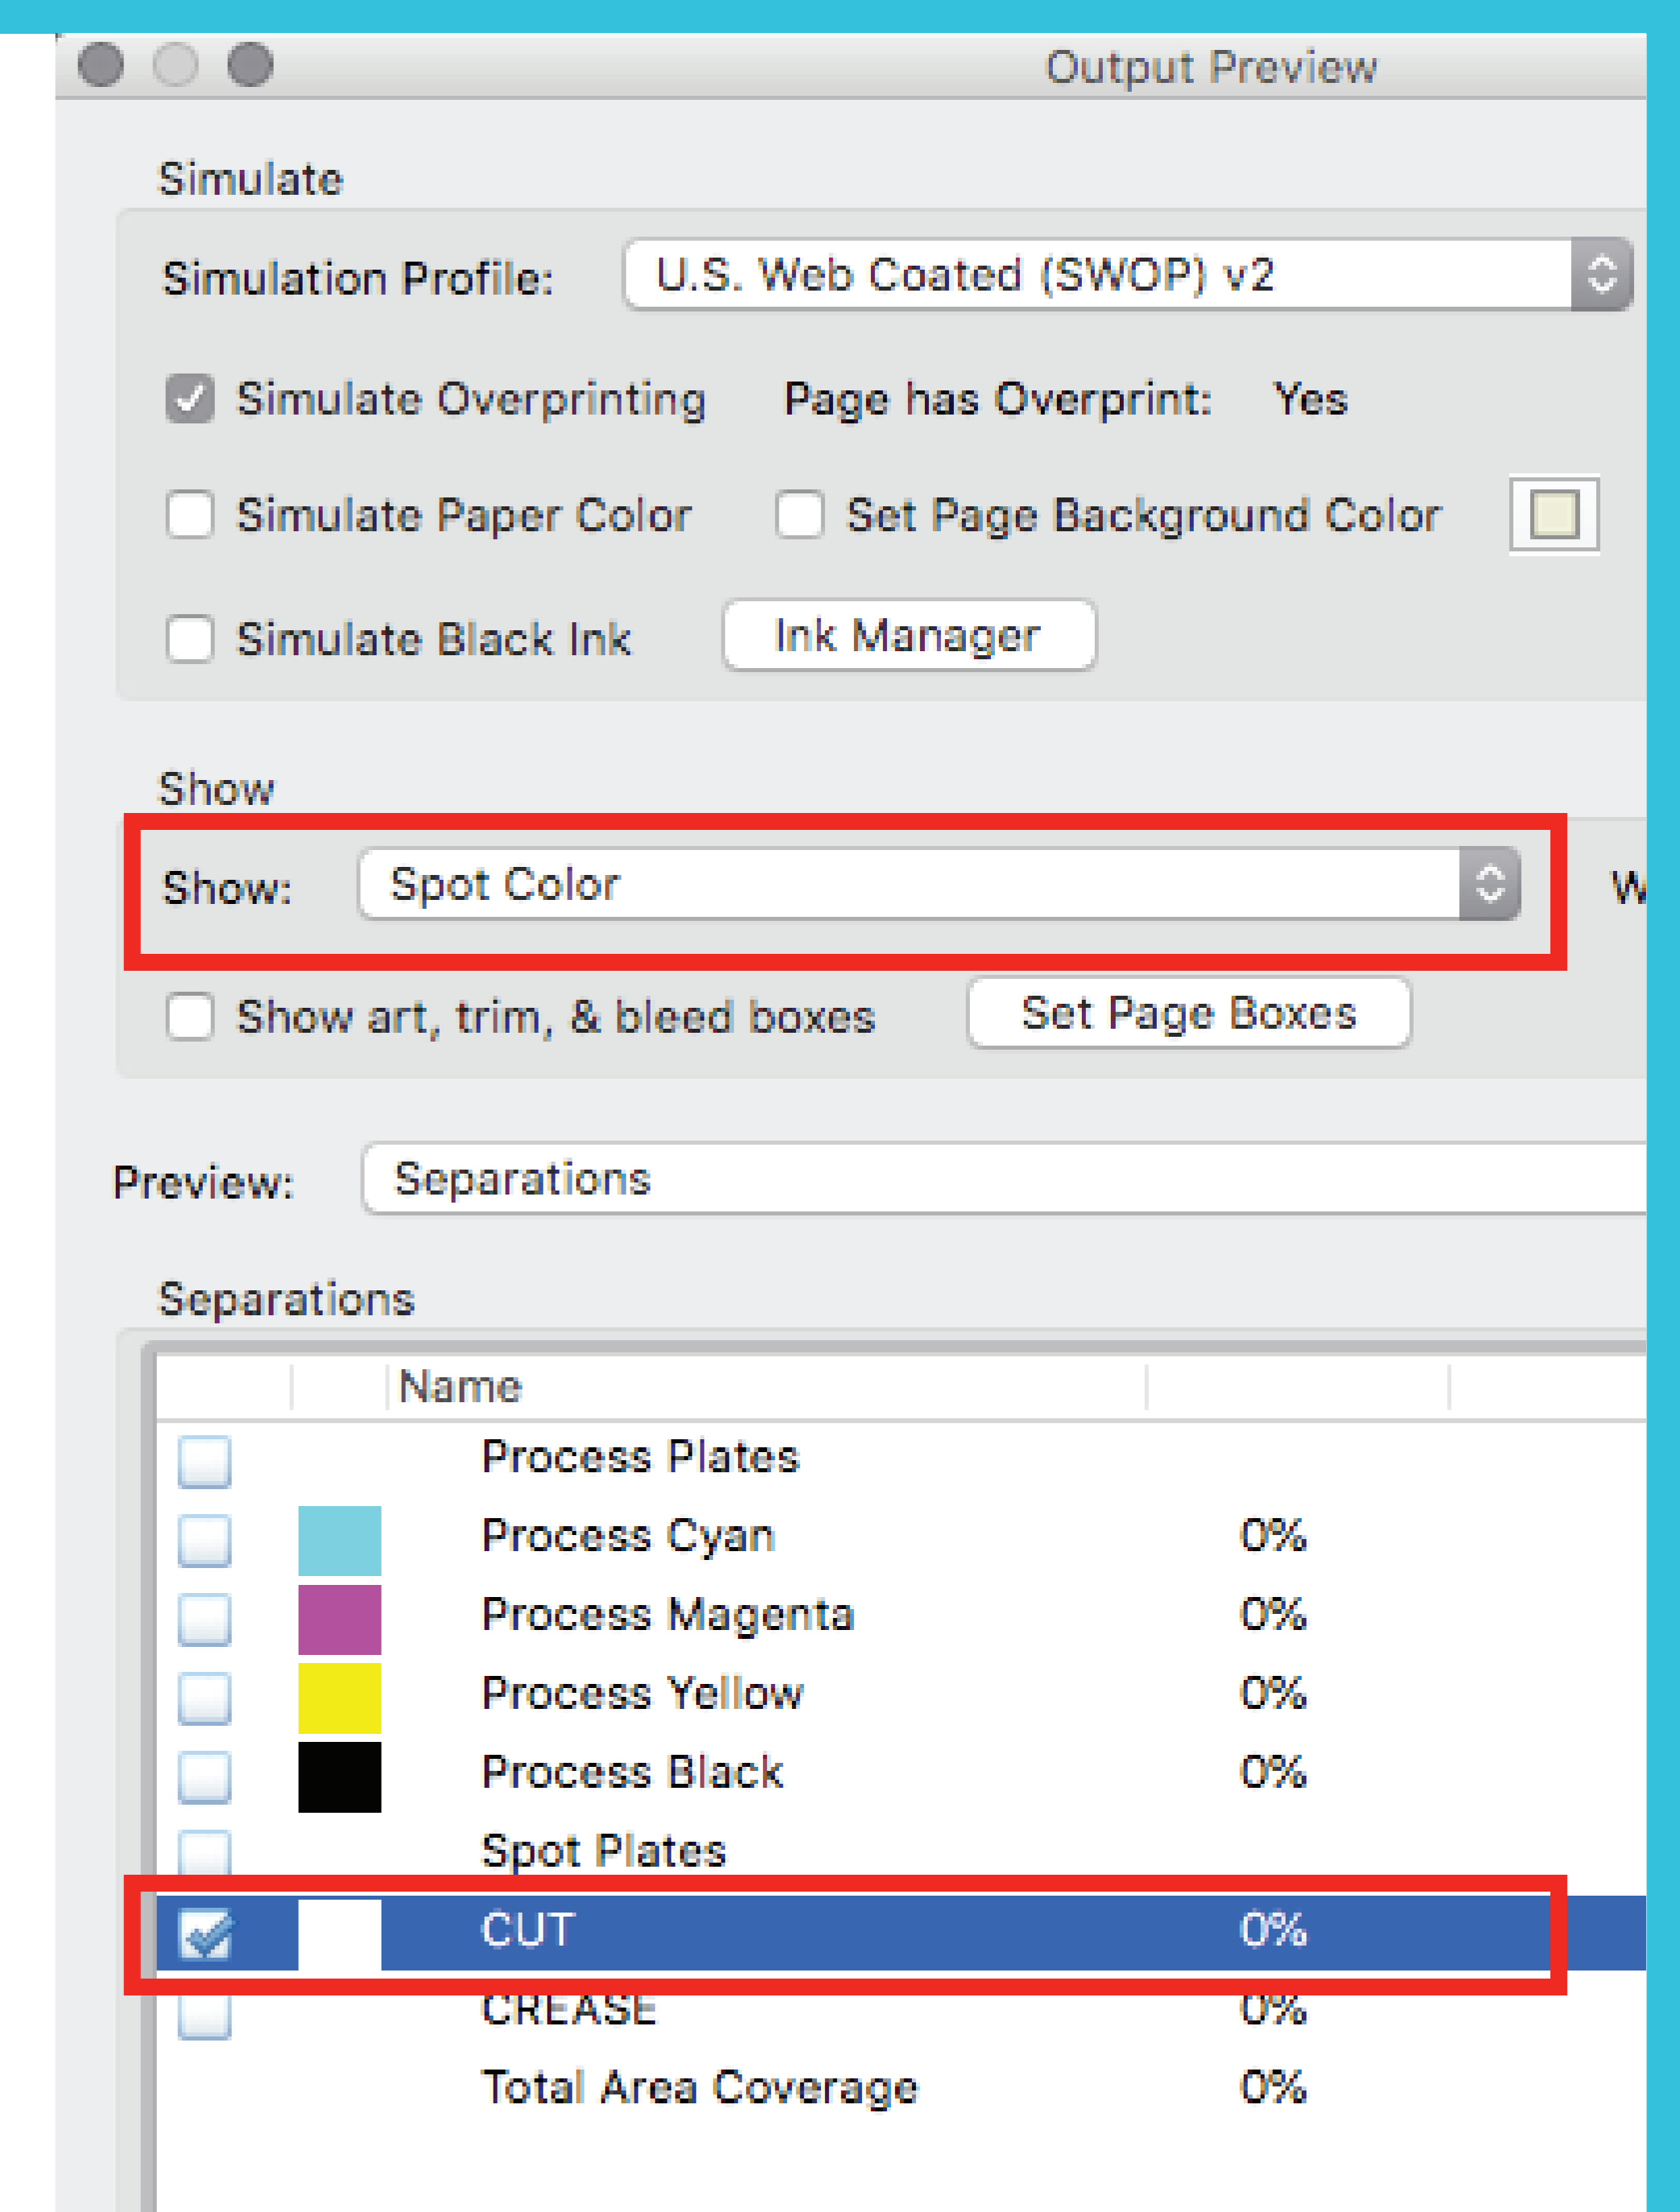 Output Preview
Simulate
Simulation Profile: U.S. Web Coated (SWOP) v2
Simulate Overprinting Page has Overprint: Yes
Simulate Paper Color Set Page Background Color
Simulate Black Ink Ink Manager
Show
Show: Spot Color W
Show art, trim, & bleed boxes Set Page Boxes
Preview: Separations
Separations
Name
Process Plates
Process Cyan 0%
Process Magenta 0%
Process Yellow 0%
Process Black 0%
Spot Plates
CUT 0%
CREASE 0%
Total Area Coverage 0%